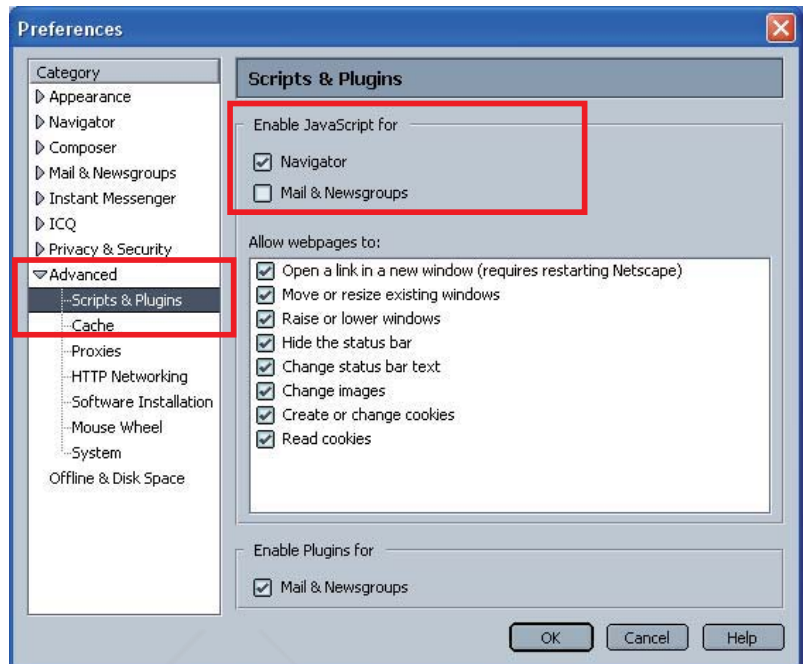 Preferences
Category
Appearance
Navigator
Composer
Mail & Newsgroups
Instant Messenger
ICQ
Privacy & Security
Advanced
Scripts & Plugins
Cache
Proxies
HTTP Networking
Software Installation
Mouse Wheel
System
Offline & Disk Space
Scripts & Plugins
Enable JavaScript for
Navigator
Mail & Newsgroups
Allow webpages to:
Open a link in a new window (requires restarting Netscape)
Move or resize existing windows
Raise or lower windows
Hide the status bar
Change status bar text
Change images
Create or change cookies
Read cookies
Enable Plugins for
Mail & Newsgroups
OK Cancel Help